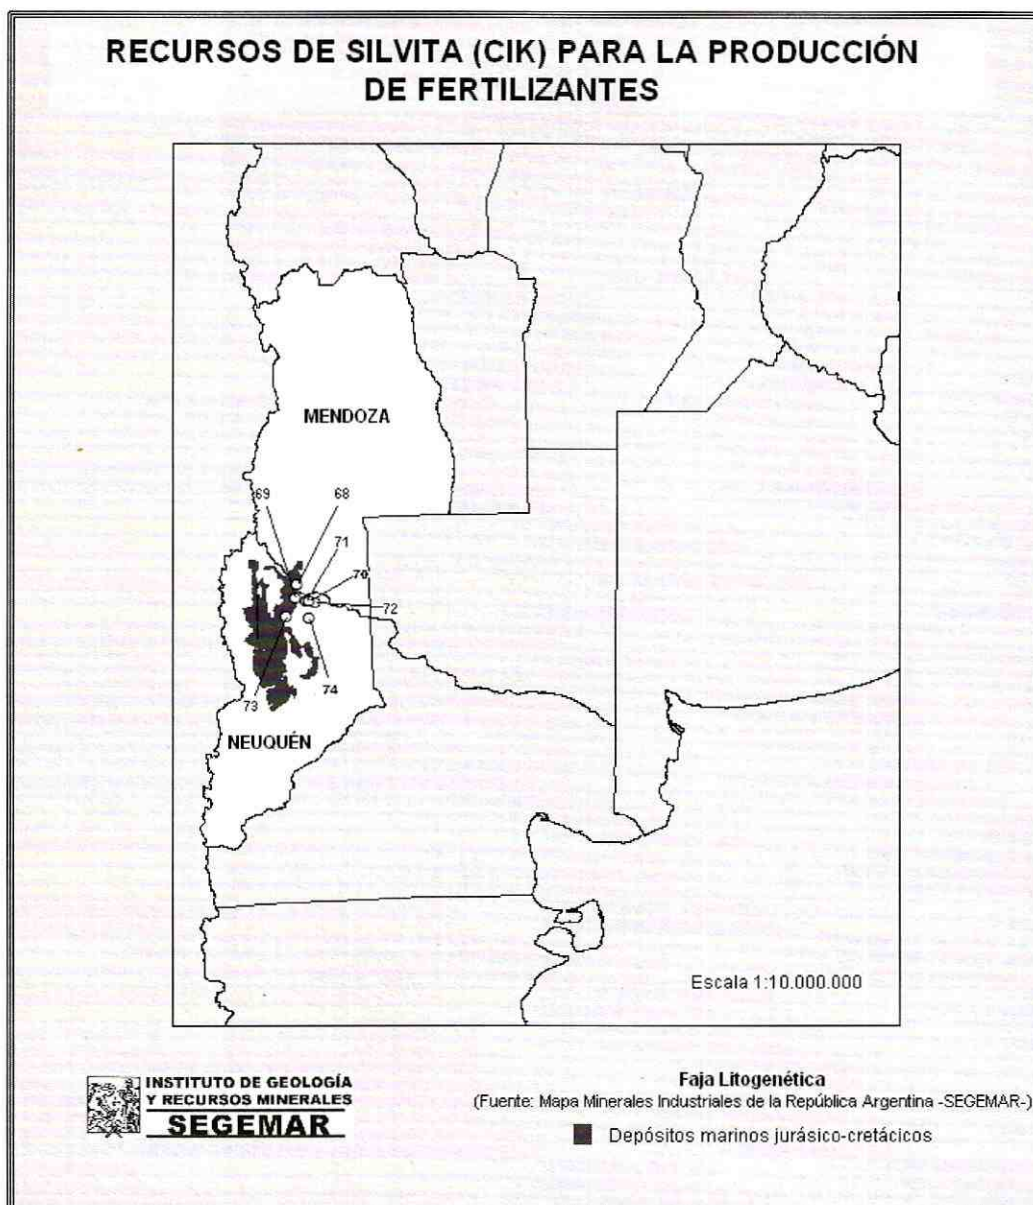 RECURSOS DE SILVITA (ClK) PARA LA PRODUCCIÓN
DE FERTILIZANTES
MENDOZA
69
68
71
70
72
73
74
NEUQUÉN
Escala 1:10.000.000
INSTITUTO DE GEOLOGÍA
Y RECURSOS MINERALES
SEGEMAR
Faja Litogenética
(Fuente: Mapa Minerales Industriales de la República Argentina -SEGEMAR-)
Depósitos marinos jurásico-cretácicos